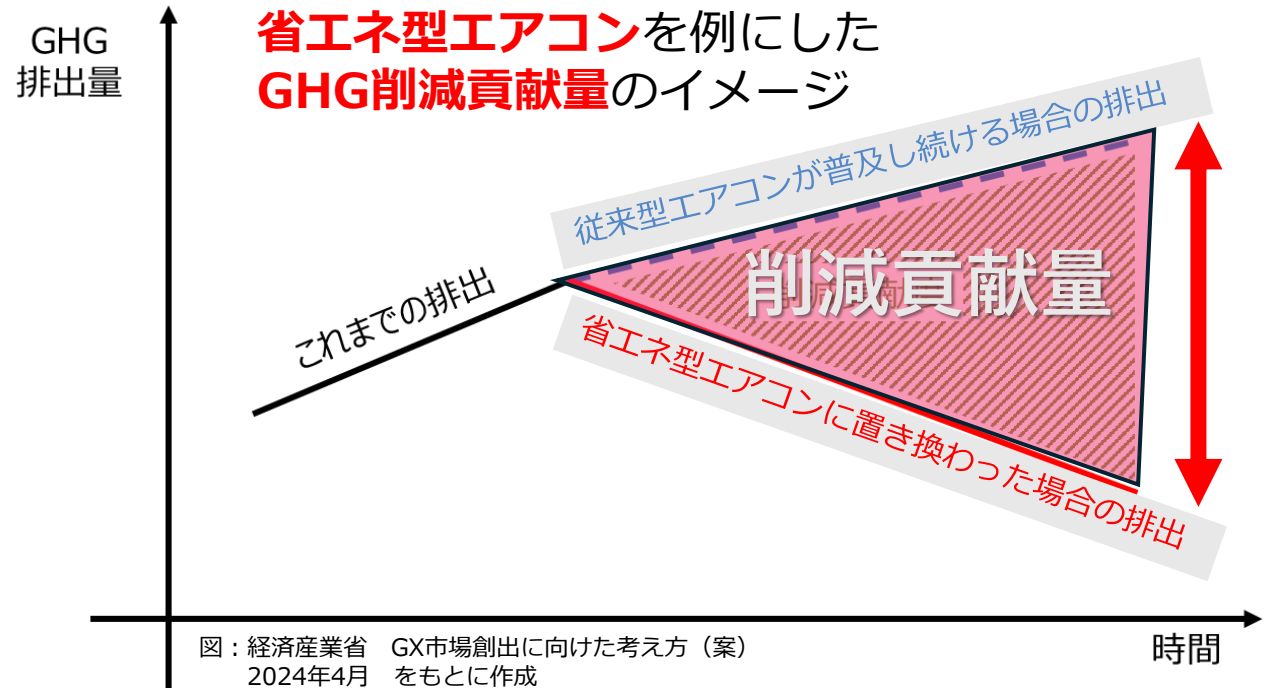 GHG
排出量
省エネ型エアコンを例にした
GHG削減貢献量のイメージ
従来型エアコンが普及し続ける場合の排出
これまでの排出
削減貢献量
省エネ型エアコンに置き換わった場合の排出
時間
図：経済産業省　GX市場創出に向けた考え方（案）
2024年4月　をもとに作成